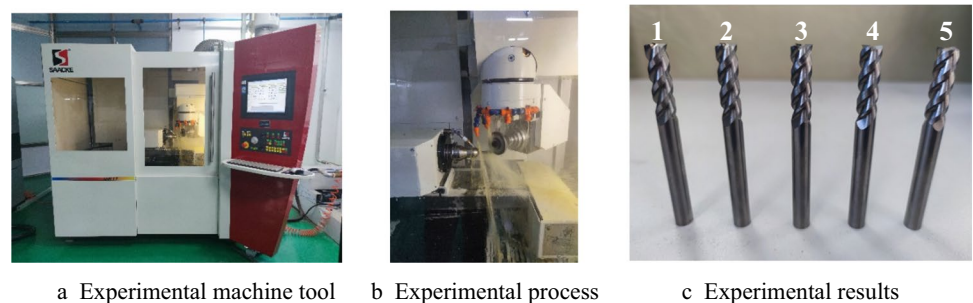 SAACKE
1 2 3 4 5
a Experimental machine tool b Experimental process c Experimental results